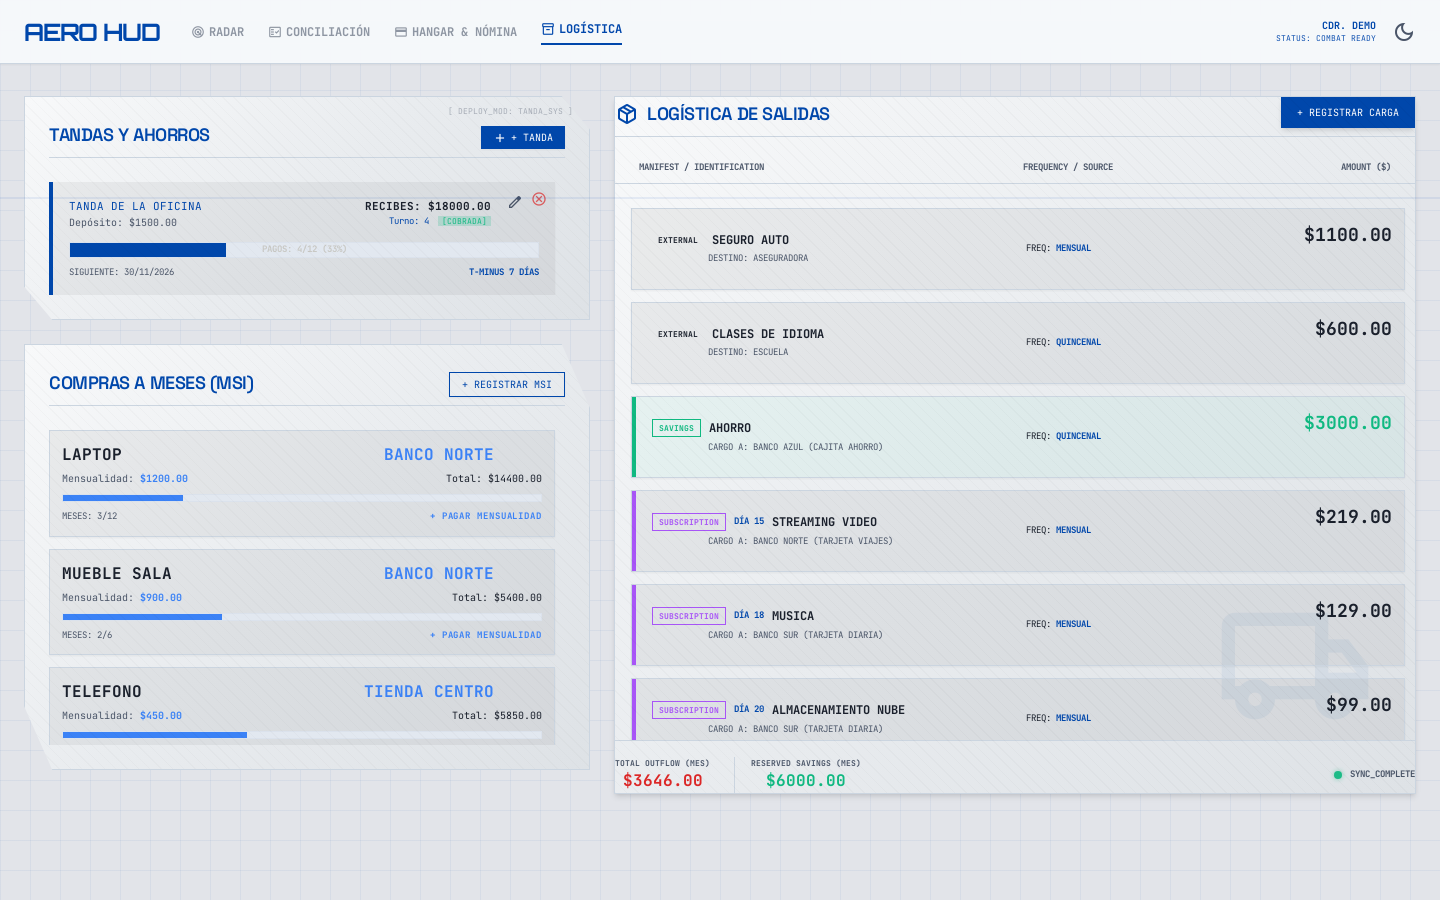 AERO HUD
RADAR
CONCILIACIÓN
HANGAR & NÓMINA
LOGÍSTICA
CDR. DEMO
STATUS: COMBAT READY
[ DEPLOY_MOD: TANDA_SYS ]
TANDAS Y AHORROS
+ + TANDA
TANDA DE LA OFICINA
RECIBES: $18000.00
Depósito: $1500.00
Turno: 4 [COBRADA]
PAGOS: 4/12 (33%)
SIGUIENTE: 30/11/2026
T-MINUS 7 DÍAS
COMPRAS A MESES (MSI)
+ REGISTRAR MSI
LAPTOP
BANCO NORTE
Mensualidad: $1200.00
Total: $14400.00
MESES: 3/12
+ PAGAR MENSUALIDAD
MUEBLE SALA
BANCO NORTE
Mensualidad: $900.00
Total: $5400.00
MESES: 2/6
+ PAGAR MENSUALIDAD
TELEFONO
TIENDA CENTRO
Mensualidad: $450.00
Total: $5850.00
LOGÍSTICA DE SALIDAS
+ REGISTRAR CARGA
MANIFEST / IDENTIFICATION
FREQUENCY / SOURCE
AMOUNT ($)
EXTERNAL SEGURO AUTO
DESTINO: ASEGURADORA
FREQ: MENSUAL
$1100.00
EXTERNAL CLASES DE IDIOMA
DESTINO: ESCUELA
FREQ: QUINCENAL
$600.00
SAVINGS AHORRO
CARGO A: BANCO AZUL (CAJITA AHORRO)
FREQ: QUINCENAL
$3000.00
SUBSCRIPTION DÍA 15 STREAMING VIDEO
CARGO A: BANCO NORTE (TARJETA VIAJES)
FREQ: MENSUAL
$219.00
SUBSCRIPTION DÍA 18 MUSICA
CARGO A: BANCO SUR (TARJETA DIARIA)
FREQ: MENSUAL
$129.00
SUBSCRIPTION DÍA 20 ALMACENAMIENTO NUBE
CARGO A: BANCO SUR (TARJETA DIARIA)
FREQ: MENSUAL
$99.00
TOTAL OUTFLOW (MES)
$3646.00
RESERVED SAVINGS (MES)
$6000.00
SYNC_COMPLETE